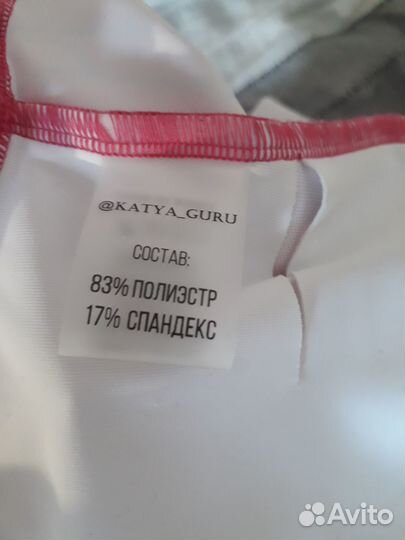 @KATYA_GURU
СОСТАВ:
83% ПОЛИЭСТР
17% СПАНДЕКС
Avito